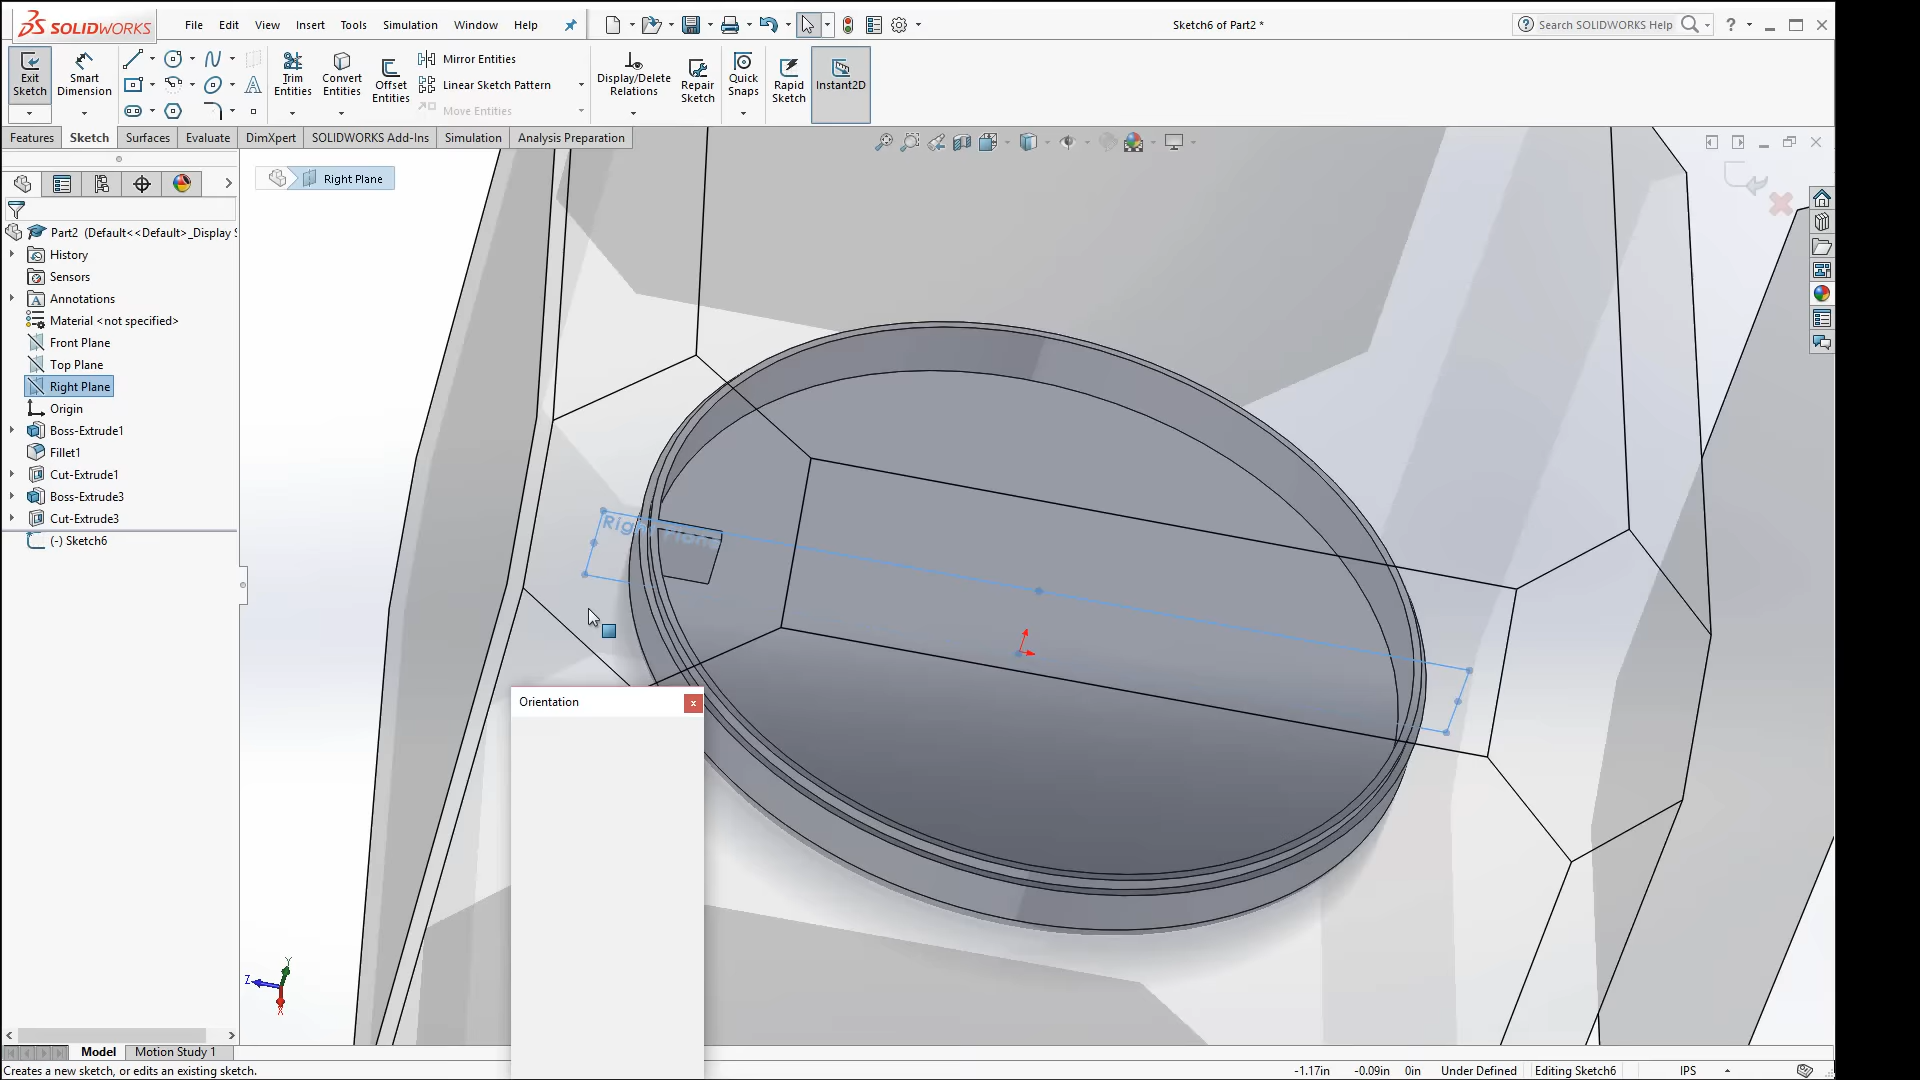 SOLIDWORKS
File Edit View Insert Tools Simulation Window Help
Sketch6 of Part2 *
Search SOLIDWORKS Help
Exit Sketch
Smart Dimension
Trim Entities
Convert Entities
Offset Entities
Mirror Entities
Linear Sketch Pattern
Move Entities
Display/Delete Relations
Repair Sketch
Quick Snaps
Rapid Sketch
Instant2D
Features Sketch Surfaces Evaluate DimXpert SOLIDWORKS Add-Ins Simulation Analysis Preparation
Right Plane
Part2 (Default<<Default>_Display S
History
Sensors
Annotations
Material <not specified>
Front Plane
Top Plane
Right Plane
Origin
Boss-Extrude1
Fillet1
Cut-Extrude1
Boss-Extrude3
Cut-Extrude3
(-) Sketch6
Right Plane
Orientation
Y
Z
X
Model Motion Study 1
Creates a new sketch, or edits an existing sketch.
-1.17in -0.09in 0in Under Defined Editing Sketch6 IPS